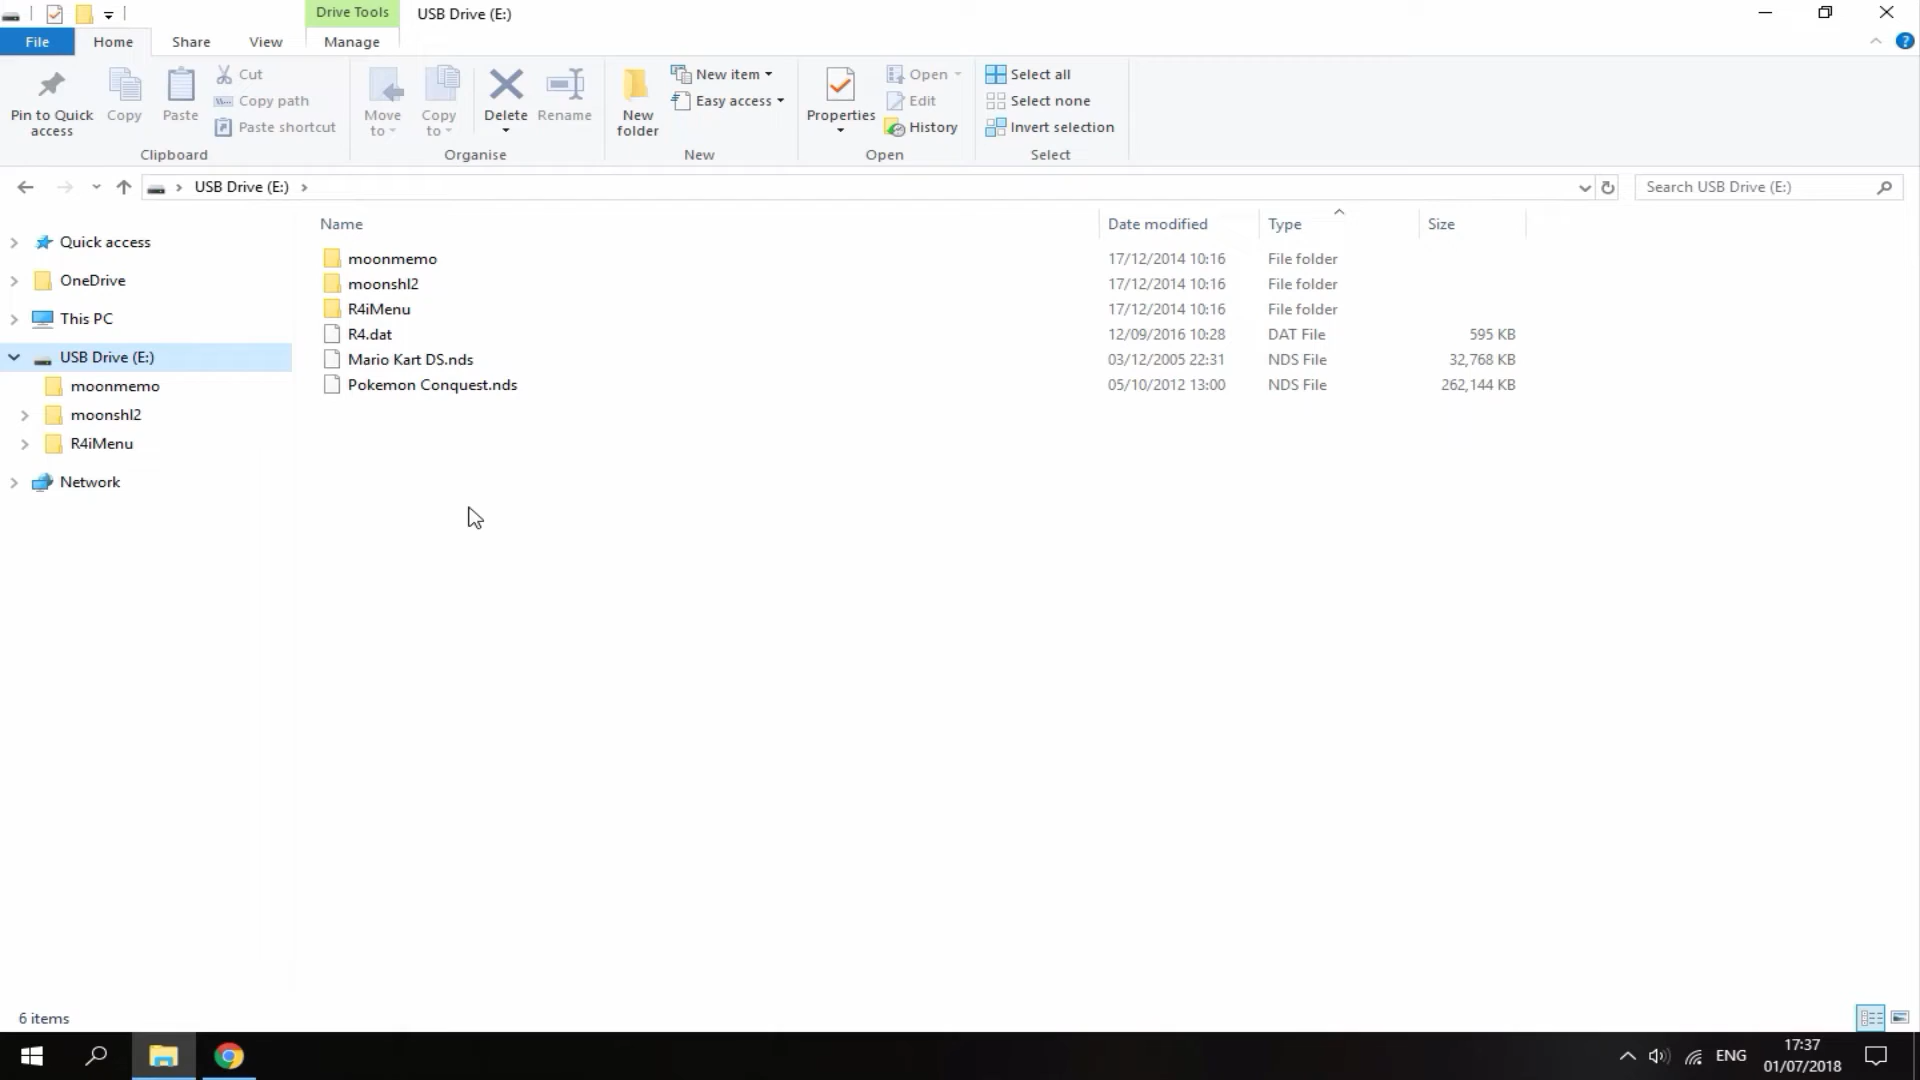 Drive Tools USB Drive (E:)
File Home Share View Manage
Pin to Quick access
Copy
Paste
Cut
Copy path
Paste shortcut
Clipboard
Move to
Copy to
Delete
Rename
Organise
New folder
New item
Easy access
New
Properties
Open
Edit
History
Open
Select all
Select none
Invert selection
Select
USB Drive (E:)
Search USB Drive (E:)
Quick access
OneDrive
This PC
USB Drive (E:)
moonmemo
moonshl2
R4iMenu
Network
Name Date modified Type Size
moonmemo 17/12/2014 10:16 File folder
moonshl2 17/12/2014 10:16 File folder
R4iMenu 17/12/2014 10:16 File folder
R4.dat 12/09/2016 10:28 DAT File 595 KB
Mario Kart DS.nds 03/12/2005 22:31 NDS File 32,768 KB
Pokemon Conquest.nds 05/10/2012 13:00 NDS File 262,144 KB
6 items
ENG
17:37
01/07/2018